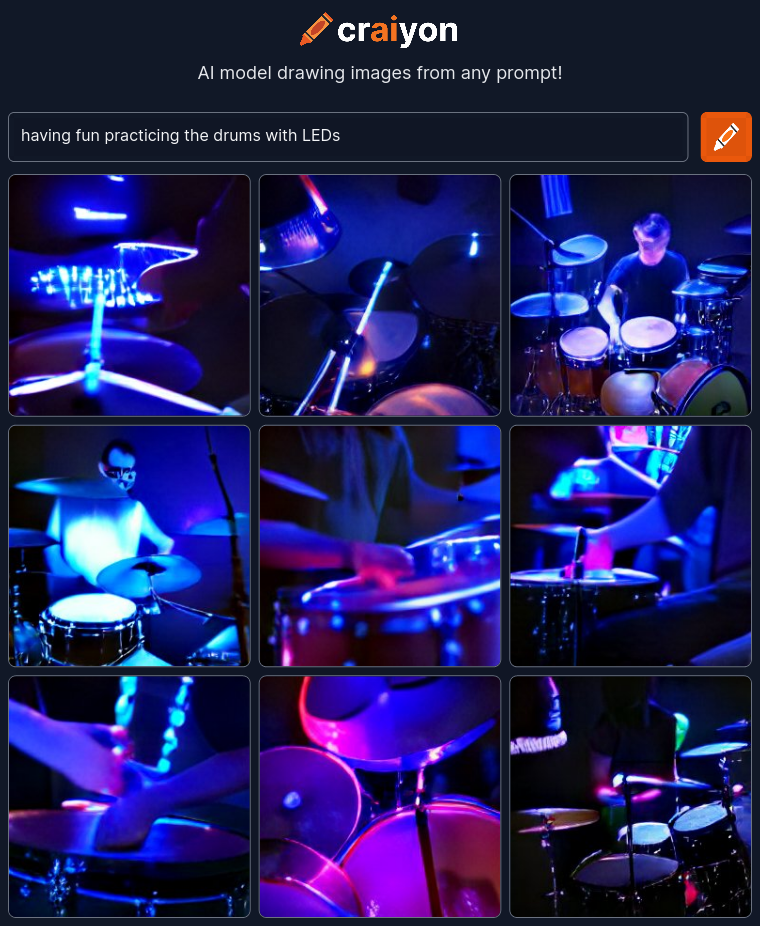 craiyon
AI model drawing images from any prompt!
having fun practicing the drums with LEDs